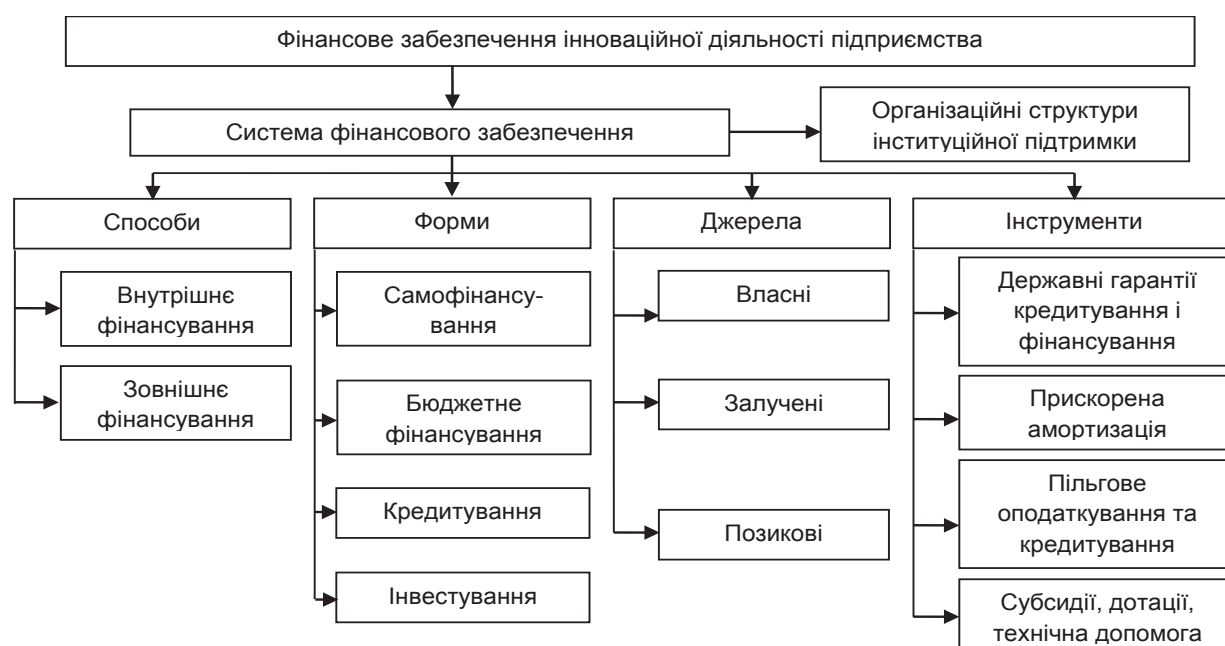 Фінансове забезпечення інноваційної діяльності підприємства
Система фінансового забезпечення
Організаційні структури
інституційної підтримки
Способи
Форми
Джерела
Інструменти
Внутрішнє
фінансування
Зовнішнє
фінансування
Самофінансу-
вання
Бюджетне
фінансування
Кредитування
Інвестування
Власні
Залучені
Позикові
Державні гарантії
кредитування і
фінансування
Прискорена
амортизація
Пільгове
оподаткування та
кредитування
Субсидії, дотації,
технічна допомога